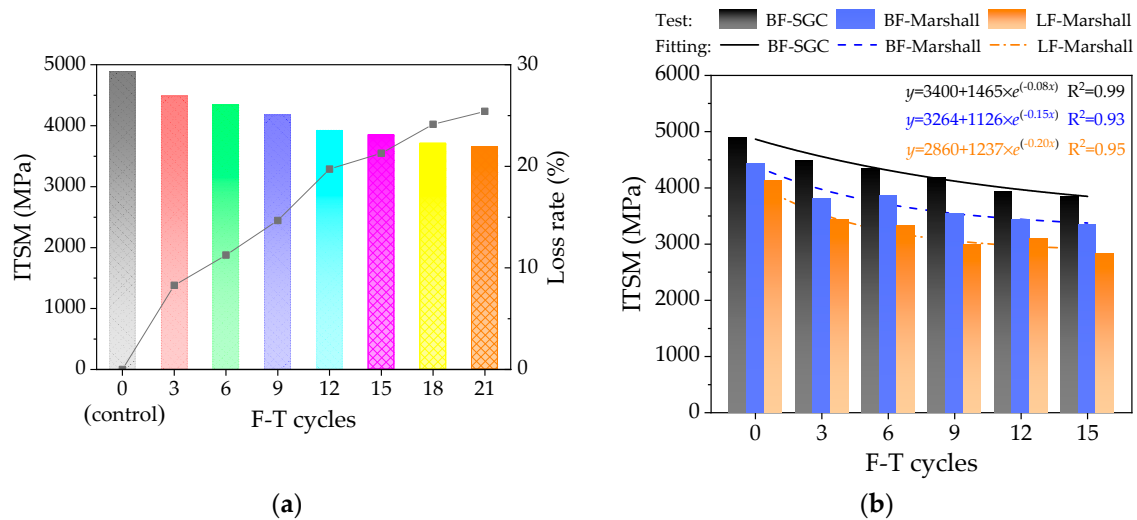 5000
4000
3000
2000
1000
0
ITSM (MPa)
30
20
10
0
Loss rate (%)
0 3 6 9 12 15 18 21
(control)
F-T cycles
(a)
Test: BF-SGC BF-Marshall LF-Marshall
Fitting: BF-SGC BF-Marshall LF-Marshall
y=3400+1465×e^(-0.08x) R²=0.99
y=3264+1126×e^(-0.15x) R²=0.93
y=2860+1237×e^(-0.20x) R²=0.95
6000
5000
4000
3000
2000
1000
0
ITSM (MPa)
0 3 6 9 12 15
F-T cycles
(b)